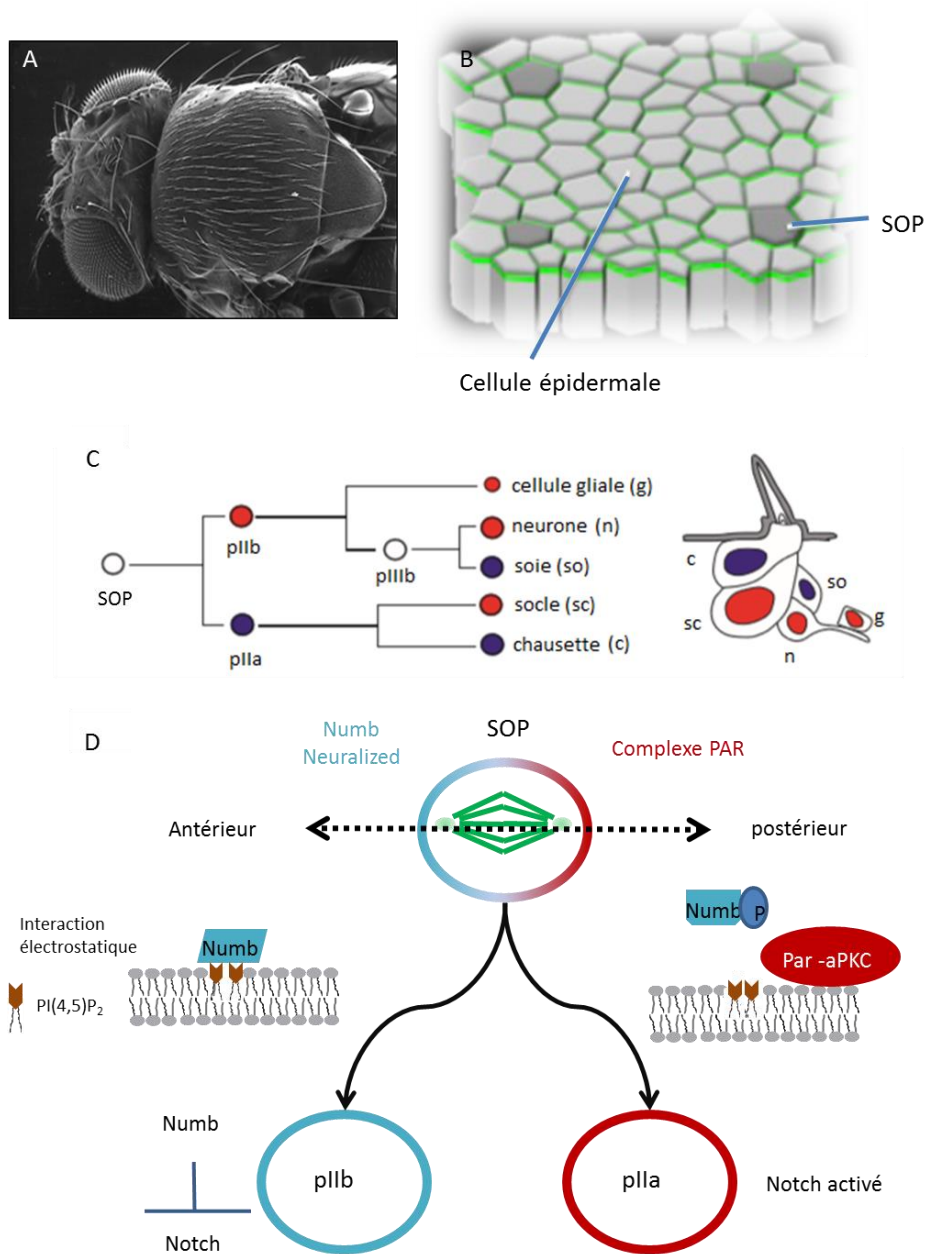 A
B
SOP
Cellule épidermale
C
cellule gliale (g)
neurone (n)
pIIb
pIIIb
soie (so)
SOP
socle (sc)
pIIa
chausette (c)
c
so
sc
g
n
D
Numb
Neuralized
SOP
Complexe PAR
Antérieur
postérieur
Interaction
électrostatique
Numb
PI(4,5)P₂
Numb P
Par -aPKC
Numb
Notch
pIIb
pIIa
Notch activé